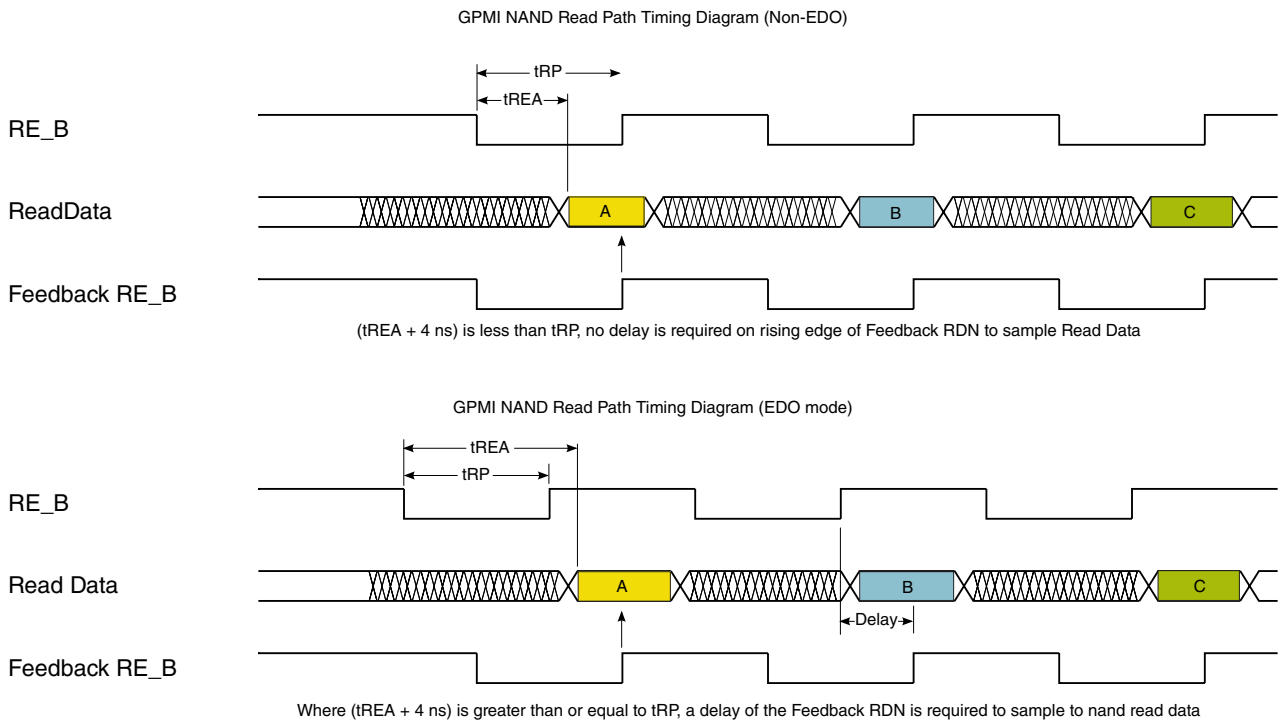 GPMI NAND Read Path Timing Diagram (Non-EDO)
tRP
tREA
RE_B
ReadData
A
B
C
Feedback RE_B
(tREA + 4 ns) is less than tRP, no delay is required on rising edge of Feedback RDN to sample Read Data
GPMI NAND Read Path Timing Diagram (EDO mode)
tREA
tRP
RE_B
Read Data
A
B
C
Delay
Feedback RE_B
Where (tREA + 4 ns) is greater than or equal to tRP, a delay of the Feedback RDN is required to sample to nand read data